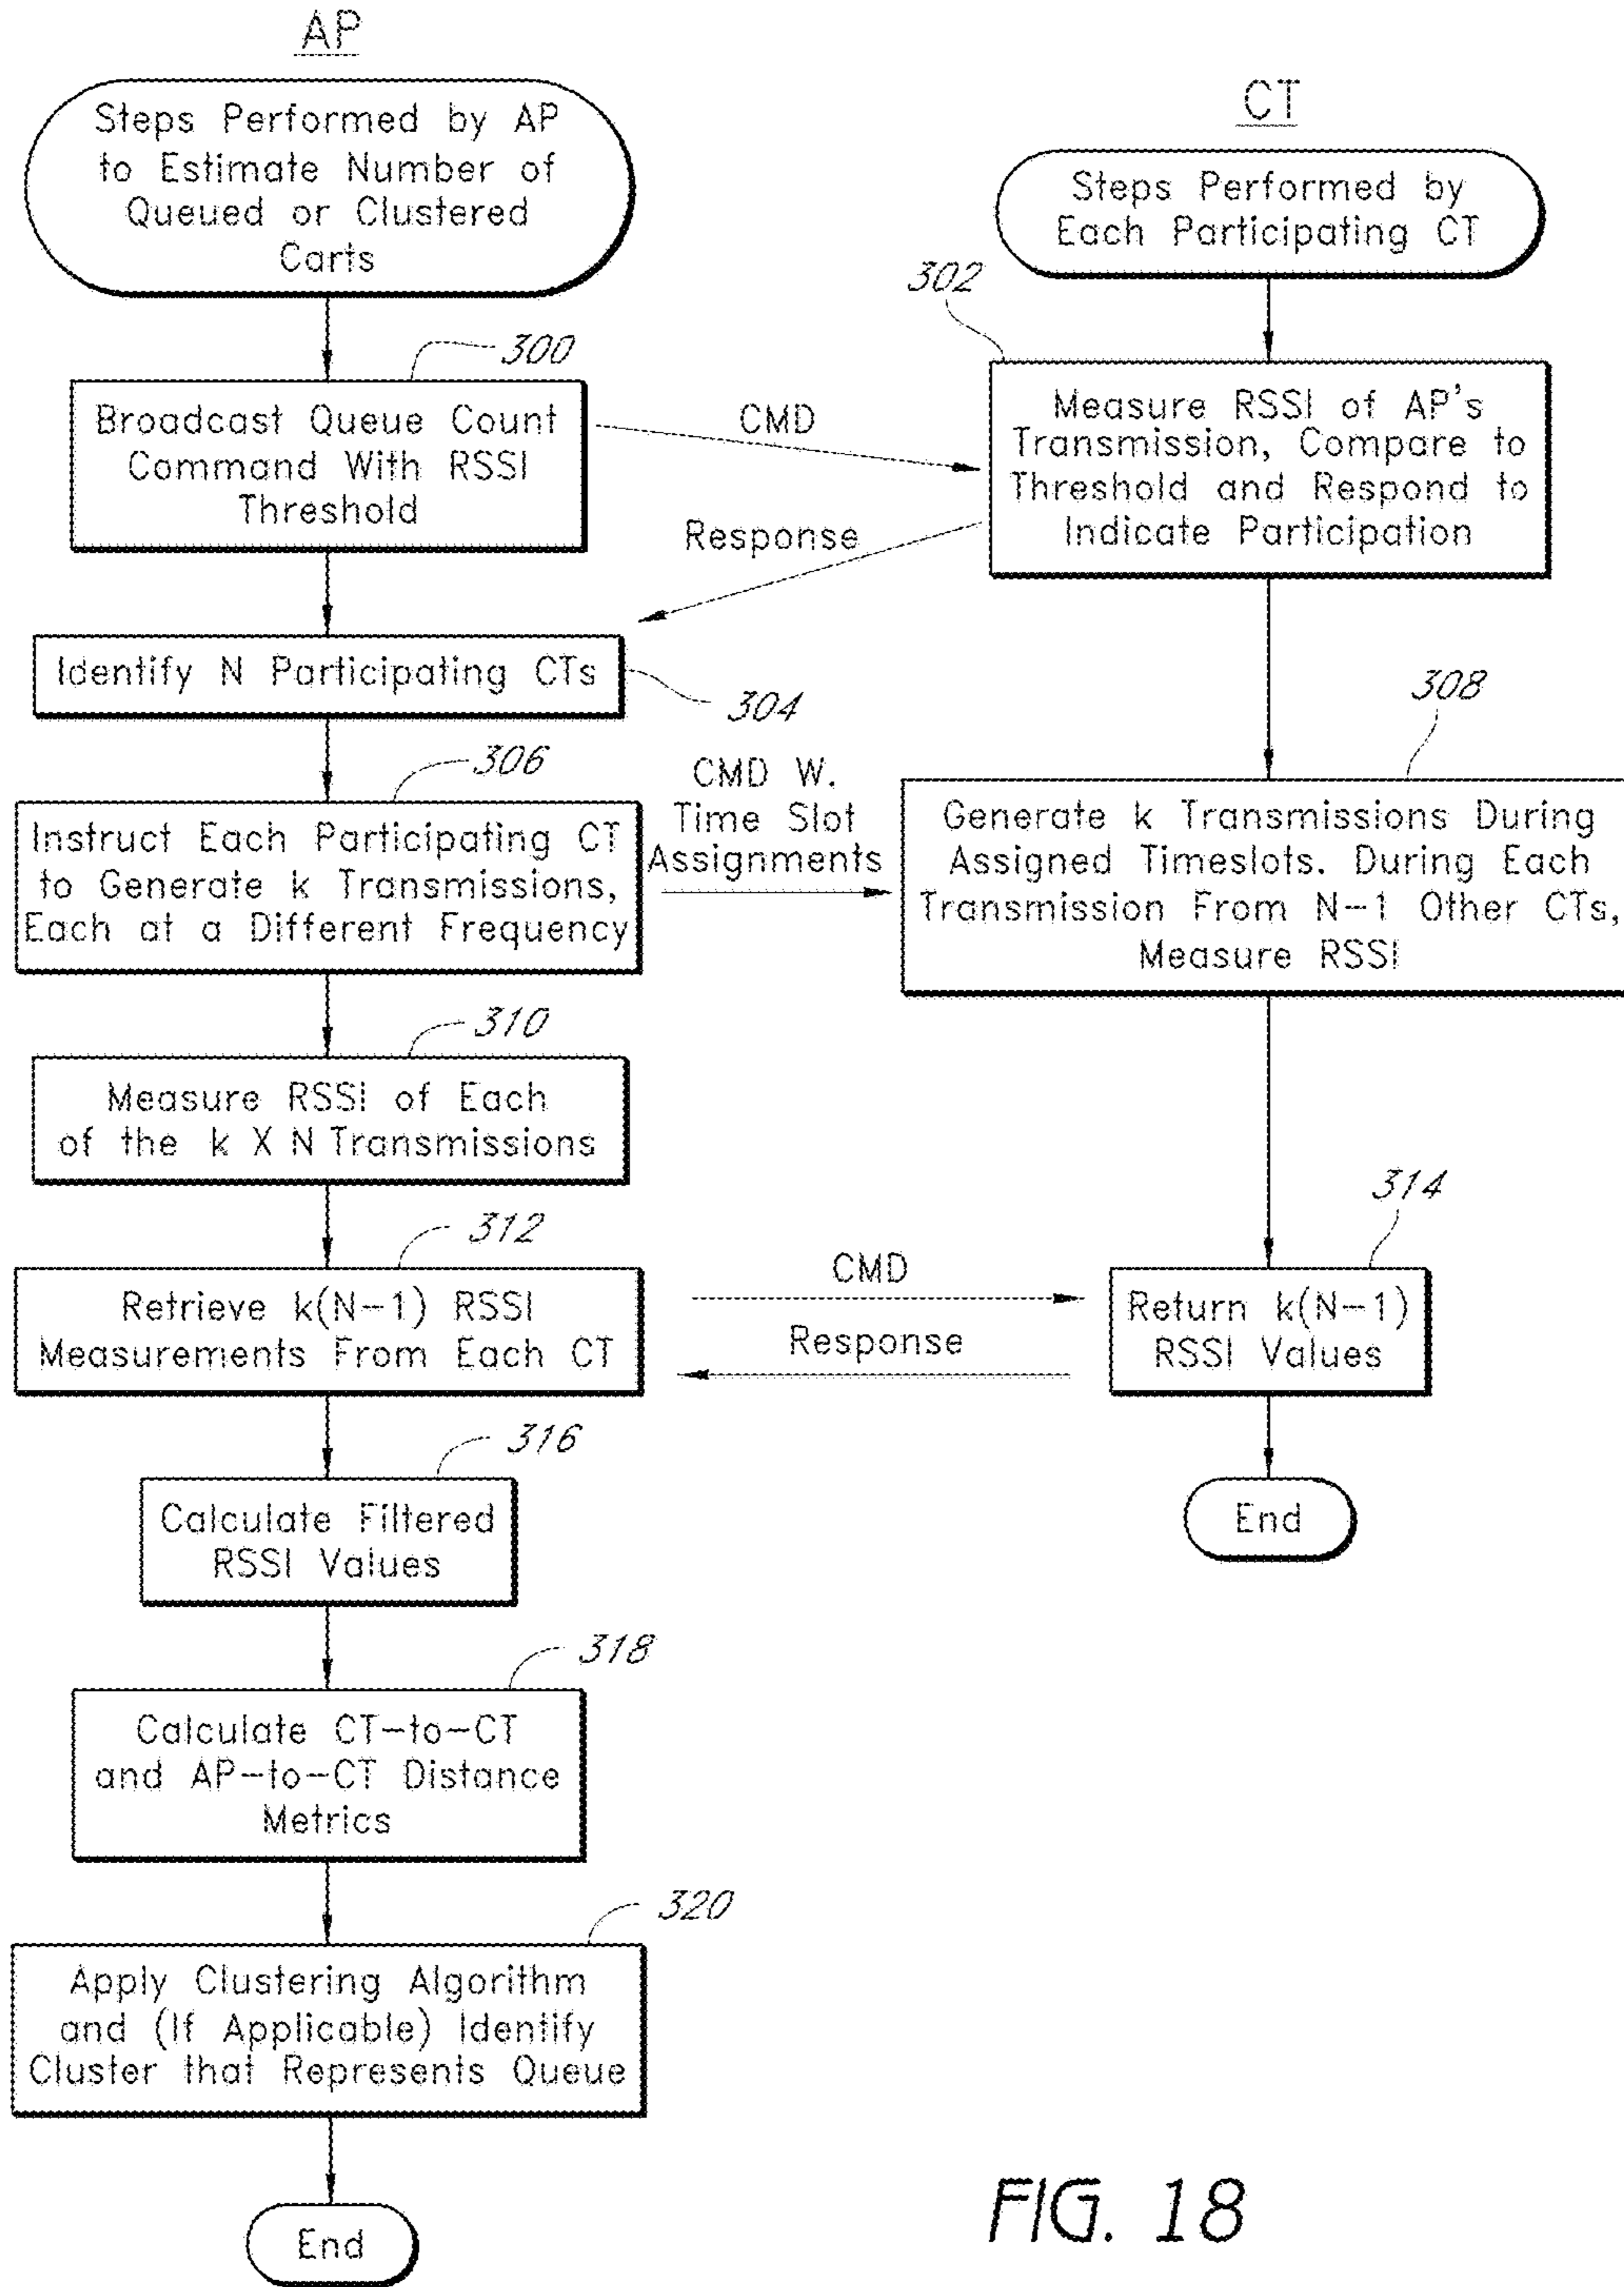 AP
Steps Performed by AP
to Estimate Number of
Queued or Clustered
Carts
CT
Steps Performed by
Each Participating CT
300
Broadcast Queue Count
Command With RSSI
Threshold
CMD
302
Measure RSSI of AP's
Transmission, Compare to
Threshold and Respond to
Indicate Participation
Response
Identify N Participating CTs
304
306
Instruct Each Participating CT
to Generate k Transmissions,
Each at a Different Frequency
CMD W.
Time Slot
Assignments
308
Generate k Transmissions During
Assigned Timeslots. During Each
Transmission From N-1 Other CTs,
Measure RSSI
310
Measure RSSI of Each
of the k X N Transmissions
312
Retrieve k(N-1) RSSI
Measurements From Each CT
CMD
Response
314
Return k(N-1)
RSSI Values
End
316
Calculate Filtered
RSSI Values
318
Calculate CT-to-CT
and AP-to-CT Distance
Metrics
320
Apply Clustering Algorithm
and (If Applicable) Identify
Cluster that Represents Queue
End
FIG. 18